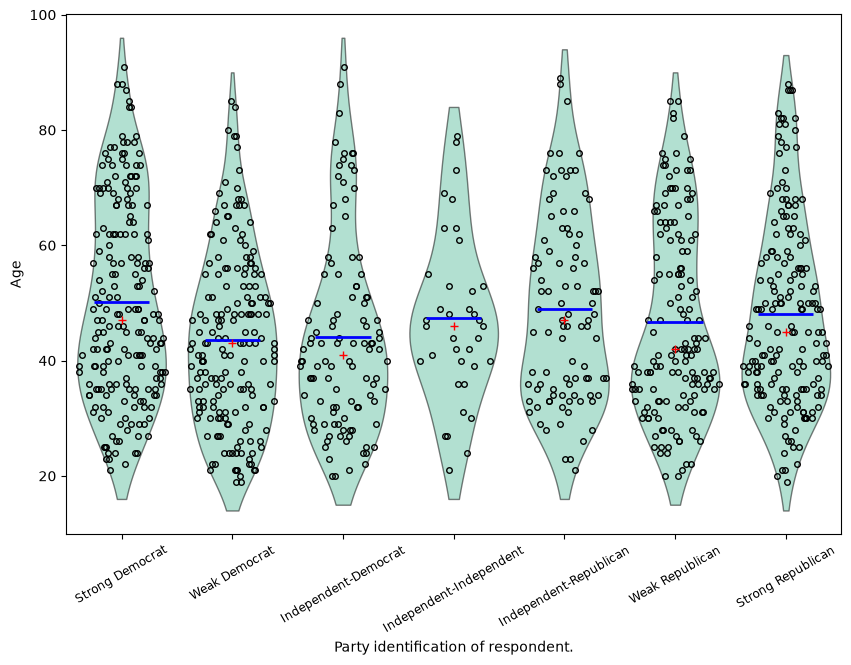 100
80
60
40
20
Age
Strong Democrat
Weak Democrat
Independent-Democrat
Independent-Independent
Independent-Republican
Weak Republican
Strong Republican
Party identification of respondent.